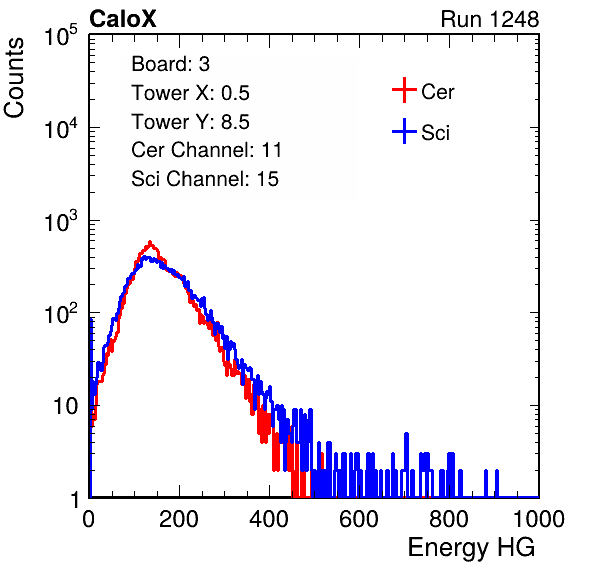 CaloX Run 1248
Counts
Board: 3
Tower X: 0.5
Tower Y: 8.5
Cer Channel: 11
Sci Channel: 15
Cer
Sci
10^5
10^4
10^3
10^2
10
1
0 200 400 600 800 1000
Energy HG